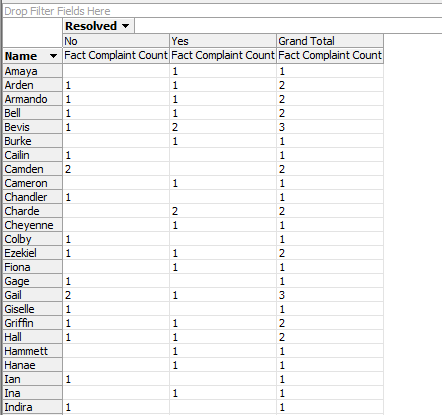 Drop Filter Fields Here
Resolved
No Yes Grand Total
Name Fact Complaint Count Fact Complaint Count Fact Complaint Count
Amaya 1 1
Arden 1 1 2
Armando 1 1 2
Bell 1 1 2
Bevis 1 2 3
Burke 1 1
Cailin 1 1
Camden 2 2
Cameron 1 1
Chandler 1 1
Charde 2 2
Cheyenne 1 1
Colby 1 1
Ezekiel 1 1 2
Fiona 1 1
Gage 1 1
Gail 2 1 3
Giselle 1 1
Griffin 1 1 2
Hall 1 1 2
Hammett 1 1
Hanae 1 1
Ian 1 1
Ina 1 1
Indira 1 1